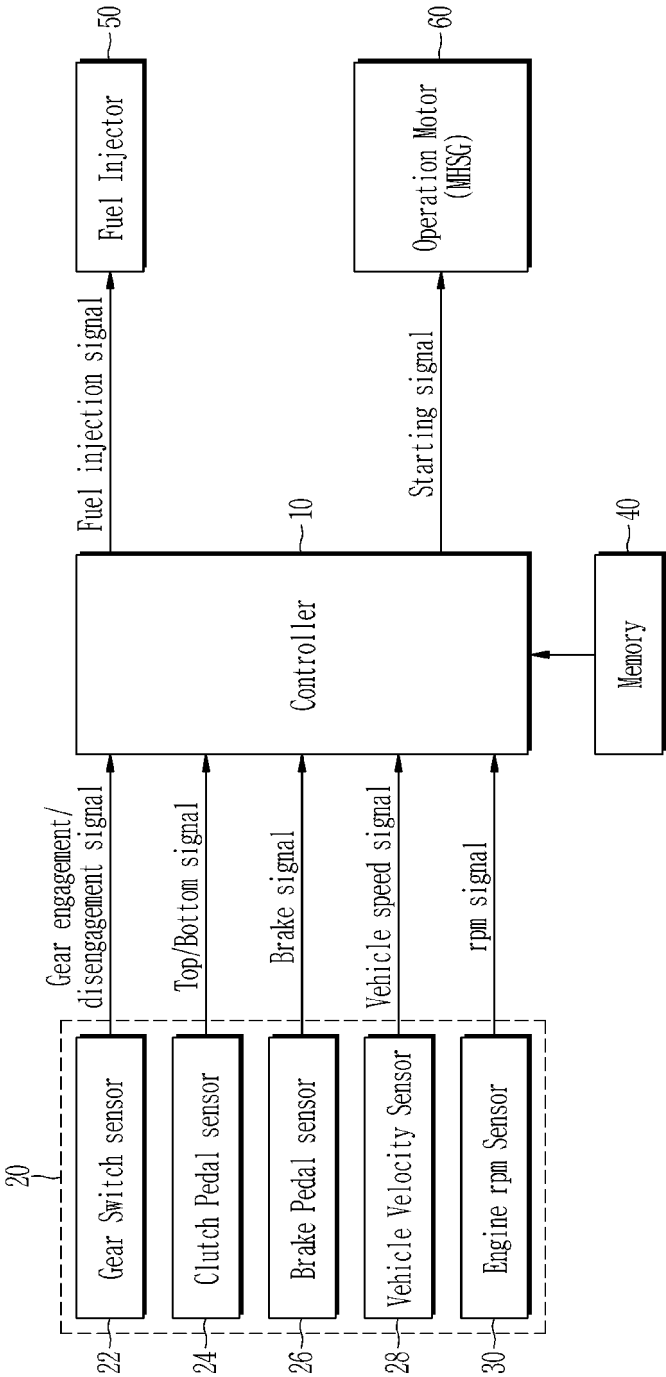 20
22
Gear Switch sensor
Gear engagement/
disengagement signal
24
Clutch Pedal sensor
Top/Bottom signal
26
Brake Pedal sensor
Brake signal
28
Vehicle Velocity Sensor
Vehicle speed signal
30
Engine rpm Sensor
rpm signal
Controller
10
Memory
40
Fuel injection signal
Fuel Injector
50
Starting signal
Operation Motor
(MHSG)
60